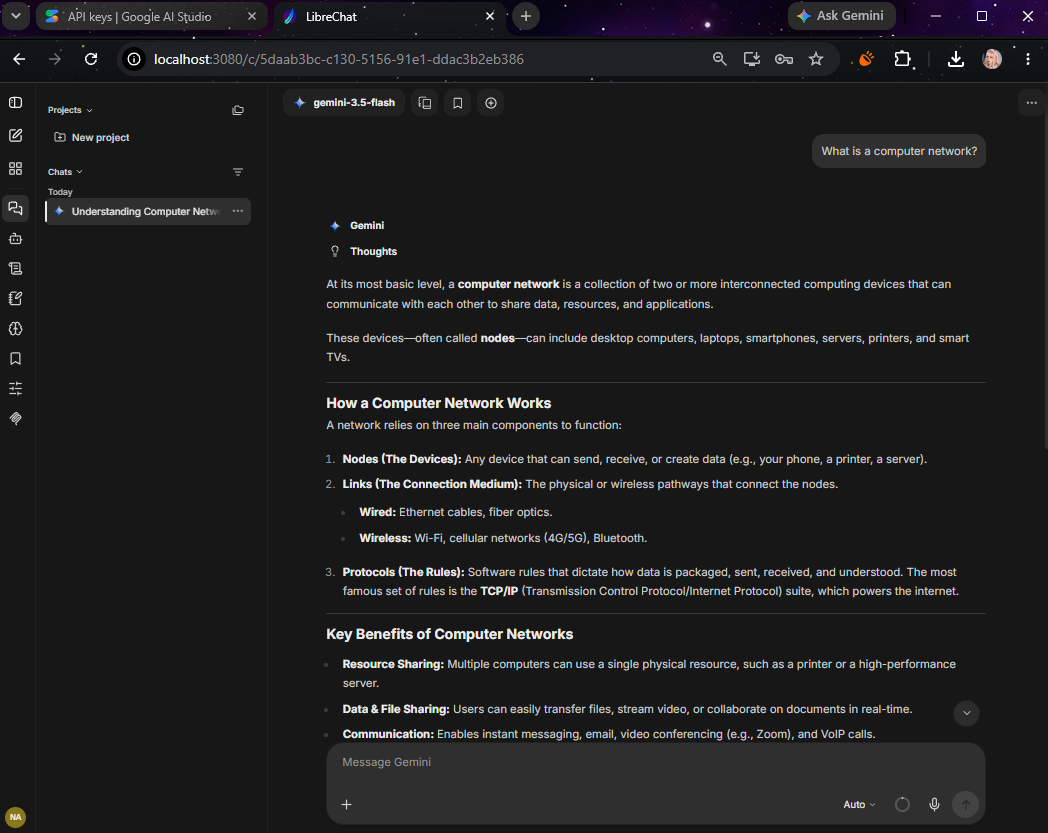 API keys | Google AI Studio
LibreChat
Ask Gemini
localhost:3080/c/5daab3bc-c130-5156-91e1-ddac3b2eb386
Projects
New project
Chats
Today
Understanding Computer Netw
gemini-3.5-flash
What is a computer network?
Gemini
Thoughts
At its most basic level, a computer network is a collection of two or more interconnected computing devices that can
communicate with each other to share data, resources, and applications.
These devices—often called nodes—can include desktop computers, laptops, smartphones, servers, printers, and smart
TVs.
How a Computer Network Works
A network relies on three main components to function:
1. Nodes (The Devices): Any device that can send, receive, or create data (e.g., your phone, a printer, a server).
2. Links (The Connection Medium): The physical or wireless pathways that connect the nodes.
Wired: Ethernet cables, fiber optics.
Wireless: Wi-Fi, cellular networks (4G/5G), Bluetooth.
3. Protocols (The Rules): Software rules that dictate how data is packaged, sent, received, and understood. The most
famous set of rules is the TCP/IP (Transmission Control Protocol/Internet Protocol) suite, which powers the internet.
Key Benefits of Computer Networks
Resource Sharing: Multiple computers can use a single physical resource, such as a printer or a high-performance
server.
Data & File Sharing: Users can easily transfer files, stream video, or collaborate on documents in real-time.
Communication: Enables instant messaging, email, video conferencing (e.g., Zoom), and VoIP calls.
Message Gemini
Auto
NA